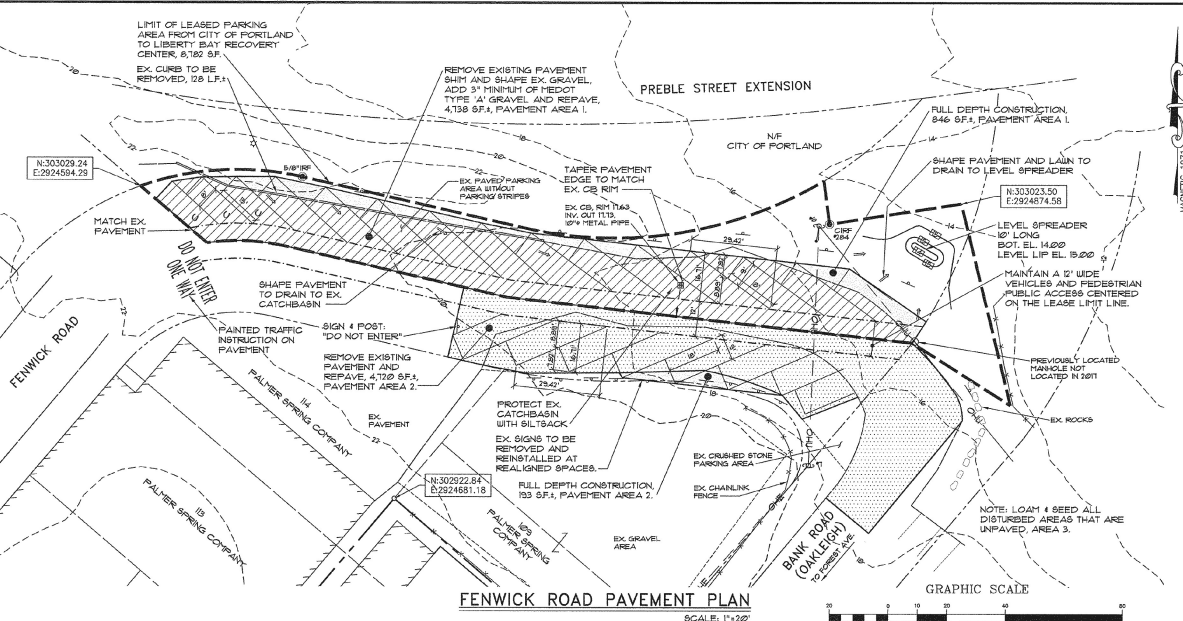 LIMIT OF LEASED PARKING
AREA FROM CITY OF PORTLAND
TO LIBERTY BAY RECOVERY
CENTER, 8,782 S.F.
EX. CURB TO BE
REMOVED, 128 L.F.±
REMOVE EXISTING PAVEMENT
SHIM AND SHAPE EX. GRAVEL,
ADD 3" MINIMUM OF MEDOT
TYPE 'A' GRAVEL AND REPAVE,
4,738 S.F.±, PAVEMENT AREA 1.
PREBLE STREET EXTENSION
N/F
CITY OF PORTLAND
FULL DEPTH CONSTRUCTION,
846 S.F.±, PAVEMENT AREA 1.
SHAPE PAVEMENT AND LAWN TO
DRAIN TO LEVEL SPREADER
N:303029.24
E:2924594.29
5/8" IRF
EX. PAVED PARKING
AREA WITHOUT
PARKING STRIPES
TAPER PAVEMENT
EDGE TO MATCH
EX. CB RIM
EX. CB, RIM 17.63
INV. OUT 17.13,
10"± METAL PIPE
N:303023.50
E:2924874.58
LEVEL SPREADER
10' LONG
BOT. EL. 14.00
LEVEL LIP EL. 15.00
CIRF
MAINTAIN A 12' WIDE
VEHICLES AND PEDESTRIAN
PUBLIC ACCESS CENTERED
ON THE LEASE LIMIT LINE.
MATCH EX.
PAVEMENT
DO NOT ENTER
ONE WAY
29.42'
SHAPE PAVEMENT
TO DRAIN TO EX.
CATCHBASIN
PAINTED TRAFFIC
INSTRUCTION ON
PAVEMENT
SIGN & POST:
"DO NOT ENTER"
REMOVE EXISTING
PAVEMENT AND
REPAVE, 4,720 S.F.±,
PAVEMENT AREA 2.
29.42'
PREVIOUSLY LOCATED
MANHOLE NOT
LOCATED IN 2017
EX. ROCKS
FENWICK ROAD
114
PALMER SPRING COMPANY
EX.
PAVEMENT
PROTECT EX.
CATCHBASIN
WITH SILTSACK
EX. SIGNS TO BE
REMOVED AND
REINSTALLED AT
REALIGNED SPACES.
FULL DEPTH CONSTRUCTION,
193 S.F.±, PAVEMENT AREA 2.
EX. CRUSHED STONE
PARKING AREA
EX. CHAINLINK
FENCE
OHU
N:302922.84
E:2924681.18
113
PALMER SPRING COMPANY
109
PALMER SPRING
COMPANY
EX. GRAVEL
AREA
BANK ROAD
(OAKLEIGH)
TO FOREST AVE.
NOTE: LOAM & SEED ALL
DISTURBED AREAS THAT ARE
UNPAVED, AREA 3.
FENWICK ROAD PAVEMENT PLAN
SCALE: 1"=20'
GRAPHIC SCALE
20 0 10 20 40 80